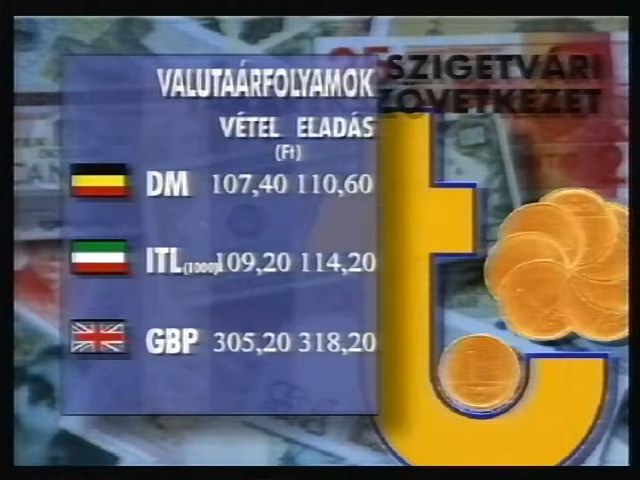 SZIGETVÁRI
ZÖVETKEZET
VALUTAÁRFOLYAMOK
VÉTEL ELADÁS
(Ft)
DM 107,40 110,60
ITL(1000) 109,20 114,20
GBP 305,20 318,20